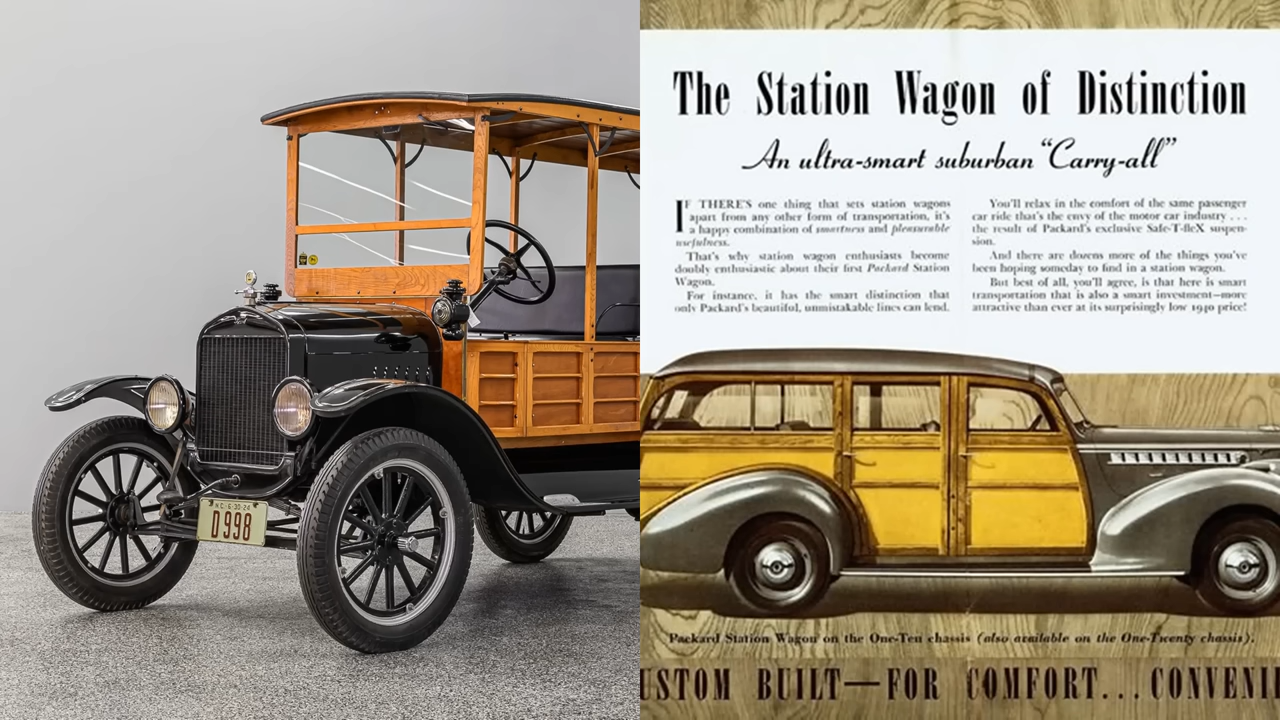 N.C-6-30-24
D998
The Station Wagon of Distinction
An ultra-smart suburban “Carry-all”
IF THERE'S one thing that sets station wagons
apart from any other form of transportation, it's
a happy combination of smartness and pleasurable
usefulness.
That's why station wagon enthusiasts become
doubly enthusiastic about their first Packard Station
Wagon.
For instance, it has the smart distinction that
only Packard's beautiful, unmistakable lines can lend.
You'll relax in the comfort of the same passenger
car ride that's the envy of the motor car industry . . .
the result of Packard's exclusive Safe-T-fleX suspen-
sion.
And there are dozens more of the things you've
been hoping someday to find in a station wagon.
But best of all, you'll agree, is that here is smart
transportation that is also a smart investment—more
attractive than ever at its surprisingly low 1940 price!
Packard Station Wagon on the One-Ten chassis (also available on the One-Twenty chassis).
USTOM BUILT—FOR COMFORT...CONVENI